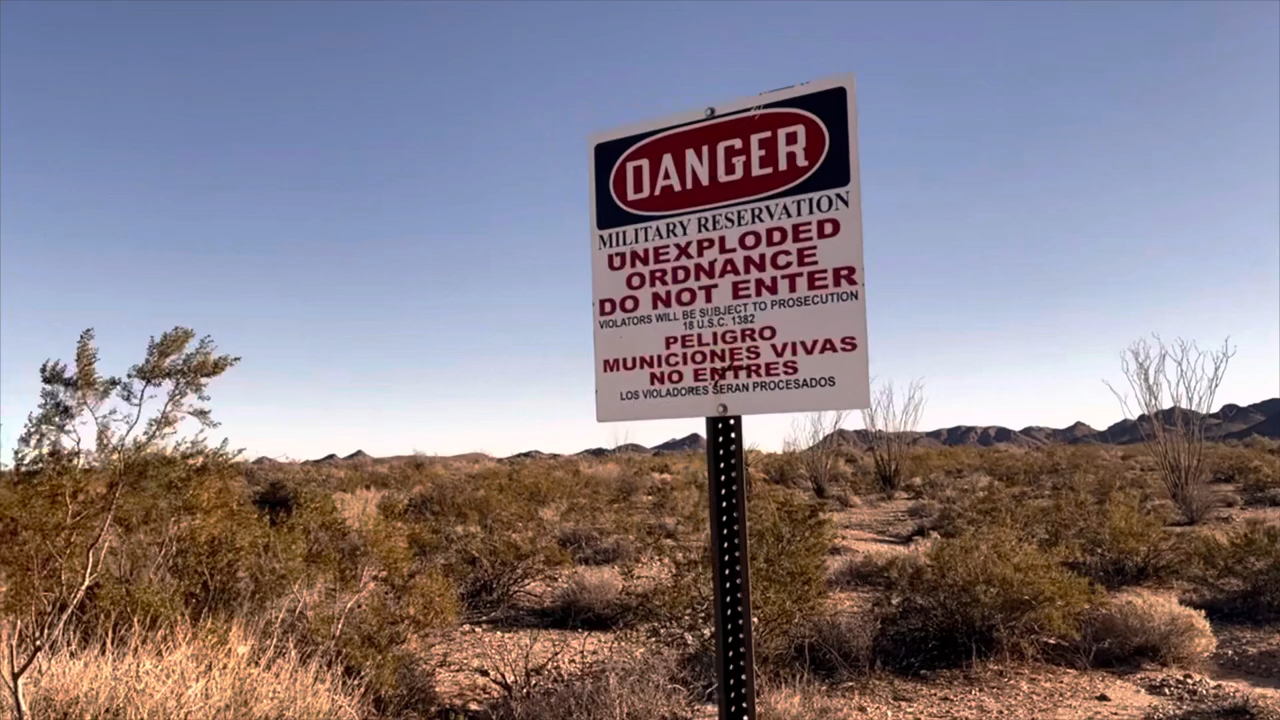 DANGER
MILITARY RESERVATION
UNEXPLODED
ORDNANCE
DO NOT ENTER
VIOLATORS WILL BE SUBJECT TO PROSECUTION
18 U.S.C. 1382
PELIGRO
MUNICIONES VIVAS
NO ENTRES
LOS VIOLADORES SERAN PROCESADOS